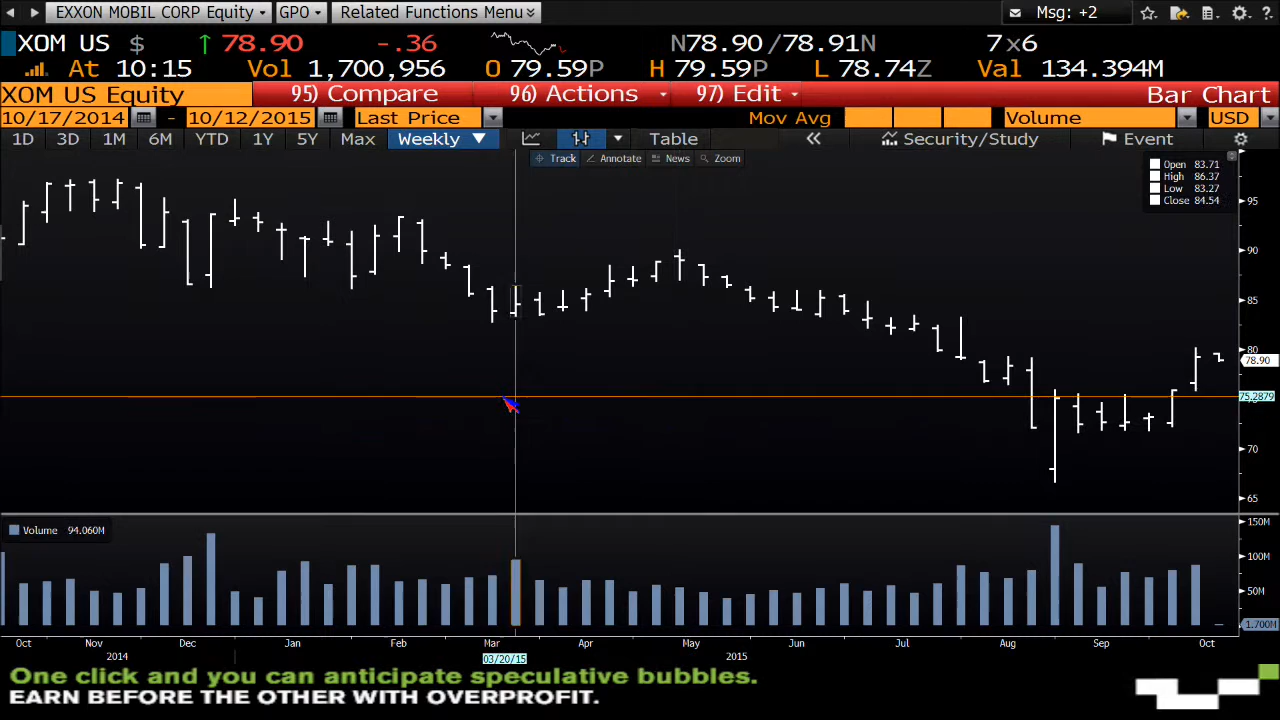 EXXON MOBIL CORP Equity GPO Related Functions Menu Msg: +2
XOM US $ ↑ 78.90 -.36 N78.90/78.91N 7x6
At 10:15 Vol 1,700,956 O 79.59P H 79.59P L 78.74Z Val 134.394M
XOM US Equity 95) Compare 96) Actions 97) Edit Bar Chart
10/17/2014 - 10/12/2015 Last Price Mov Avg Volume USD
1D 3D 1M 6M YTD 1Y 5Y Max Weekly ▼ Table « Security/Study Event
Track Annotate News Zoom
Open 83.71
High 86.37
Low 83.27
Close 84.54
95
90
85
80
78.90
75.2879
70
65
Volume 94.060M
150M
100M
50M
1.700M
Oct Nov Dec Jan Feb Mar Apr May Jun Jul Aug Sep Oct
2014 03/20/15 2015
One click and you can anticipate speculative bubbles.
EARN BEFORE THE OTHER WITH OVERPROFIT.